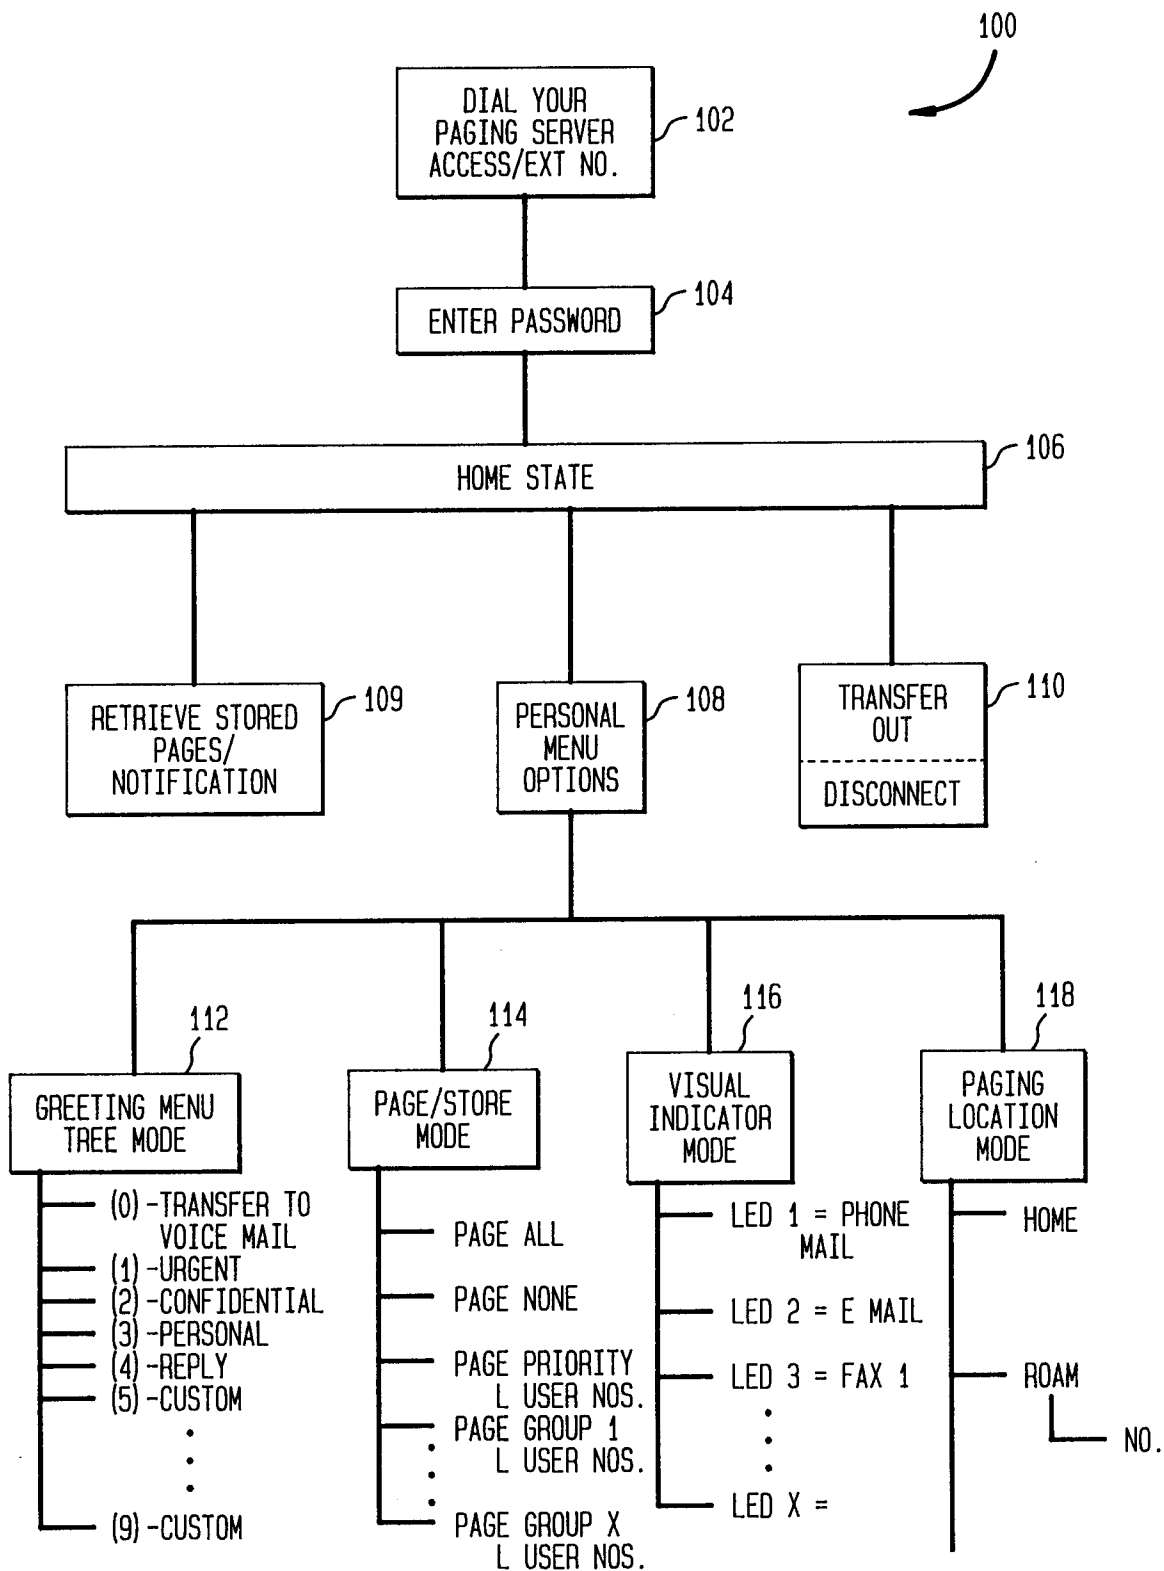 100
DIAL YOUR
PAGING SERVER
ACCESS/EXT NO.
102
ENTER PASSWORD
104
HOME STATE
106
RETRIEVE STORED
PAGES/
NOTIFICATION
109
PERSONAL
MENU
OPTIONS
108
TRANSFER
OUT
DISCONNECT
110
112
GREETING MENU
TREE MODE
(0)-TRANSFER TO
VOICE MAIL
(1)-URGENT
(2)-CONFIDENTIAL
(3)-PERSONAL
(4)-REPLY
(5)-CUSTOM
(9)-CUSTOM
114
PAGE/STORE
MODE
PAGE ALL
PAGE NONE
PAGE PRIORITY
L USER NOS.
PAGE GROUP 1
L USER NOS.
PAGE GROUP X
L USER NOS.
116
VISUAL
INDICATOR
MODE
LED 1 = PHONE
MAIL
LED 2 = E MAIL
LED 3 = FAX 1
LED X =
118
PAGING
LOCATION
MODE
HOME
ROAM
NO.